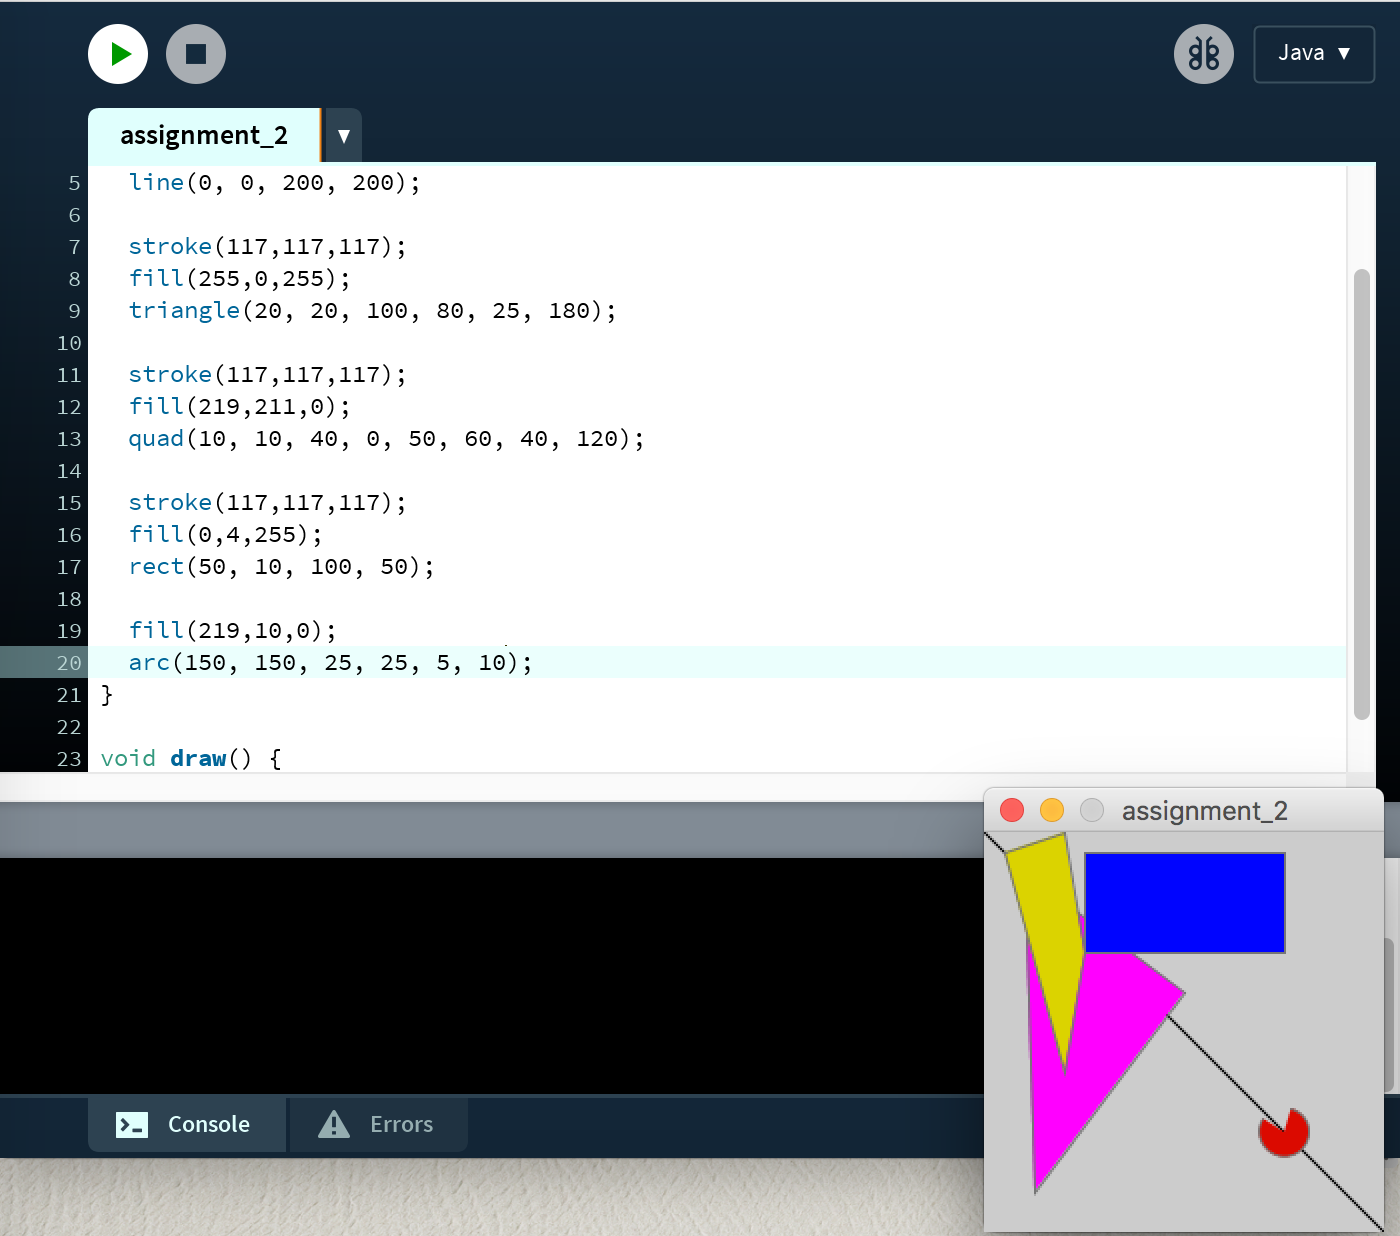 Java ▼
assignment_2 ▼
5 line(0, 0, 200, 200);
6
7 stroke(117,117,117);
8 fill(255,0,255);
9 triangle(20, 20, 100, 80, 25, 180);
10
11 stroke(117,117,117);
12 fill(219,211,0);
13 quad(10, 10, 40, 0, 50, 60, 40, 120);
14
15 stroke(117,117,117);
16 fill(0,4,255);
17 rect(50, 10, 100, 50);
18
19 fill(219,10,0);
20 arc(150, 150, 25, 25, 5, 10);
21 }
22
23 void draw() {
assignment_2
Console Errors